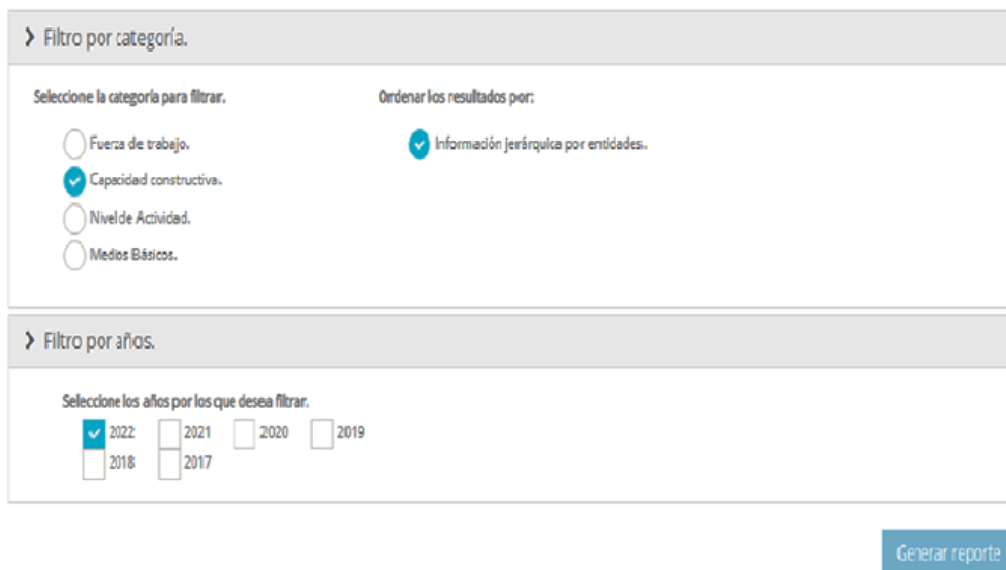 Filtro por categoría.
Seleccione la categoría para filtrar.
Ordenar los resultados por:
Fuerza de trabajo.
Información jerárquica por entidades.
Capacidad constructiva.
Nivel de Actividad.
Medios Básicos.
Filtro por años.
Seleccione los años por los que desea filtrar.
2022 2021 2020 2019
2018 2017
Generar reporte